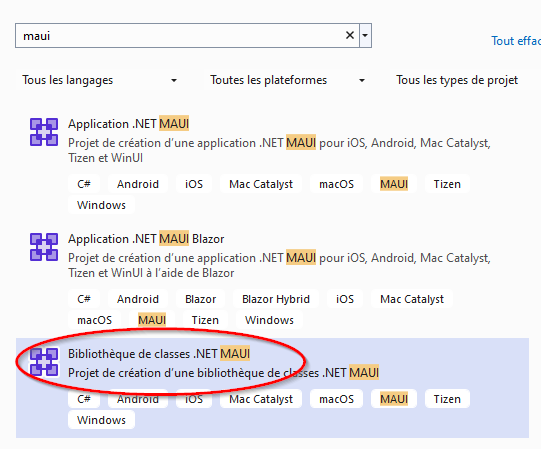 maui
Tout effac
Tous les langages
Toutes les plateformes
Tous les types de projet
Application .NET MAUI
Projet de création d'une application .NET MAUI pour iOS, Android, Mac Catalyst,
Tizen et WinUI
C# Android iOS Mac Catalyst macOS MAUI Tizen
Windows
Application .NET MAUI Blazor
Projet de création d'une application .NET MAUI pour iOS, Android, Mac Catalyst,
Tizen et WinUI à l'aide de Blazor
C# Android Blazor Blazor Hybrid iOS Mac Catalyst
macOS MAUI Tizen Windows
Bibliothèque de classes .NET MAUI
Projet de création d'une bibliothèque de classes .NET MAUI
C# Android iOS Mac Catalyst macOS MAUI Tizen
Windows